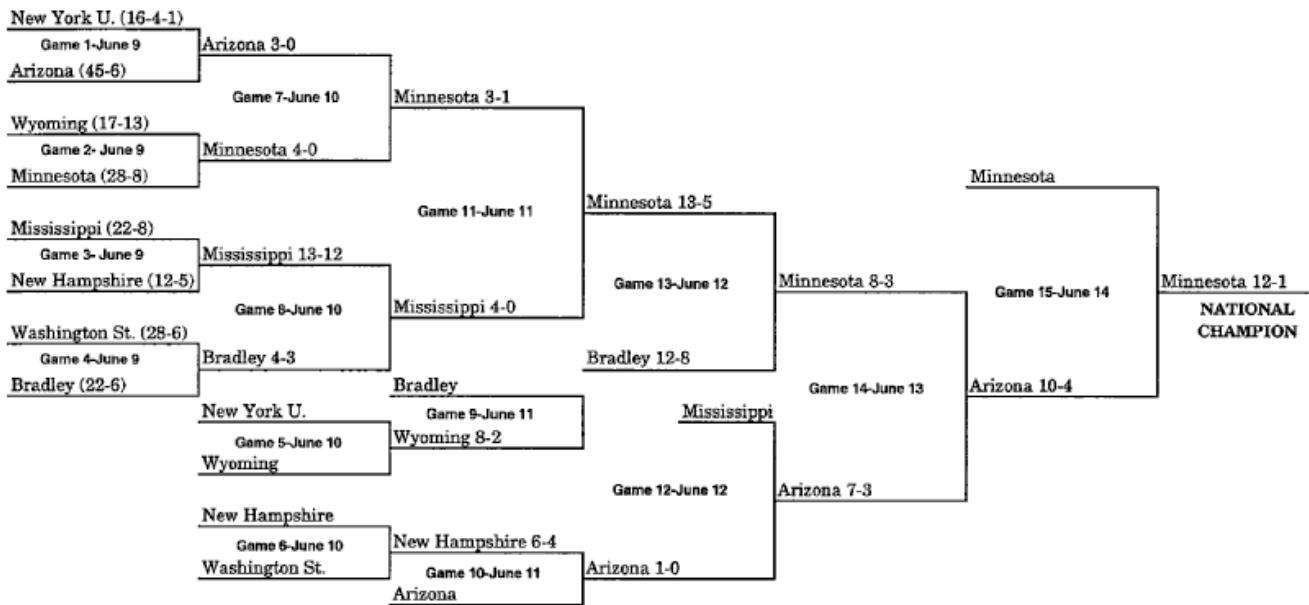 New York U. (16-4-1)
Game 1-June 9
Arizona 3-0
Arizona (45-6)
Game 7-June 10
Minnesota 3-1
Wyoming (17-13)
Game 2- June 9
Minnesota 4-0
Minnesota (28-8)
Minnesota
Game 11-June 11
Minnesota 13-5
Mississippi (22-8)
Game 3- June 9
Mississippi 13-12
New Hampshire (12-5)
Game 13-June 12
Minnesota 8-3
Game 15-June 14
Minnesota 12-1
NATIONAL
CHAMPION
Game 8-June 10
Mississippi 4-0
Washington St. (28-6)
Game 4-June 9
Bradley 4-3
Bradley (22-6)
Bradley 12-8
Game 14-June 13
Arizona 10-4
Bradley
Game 9-June 11
Wyoming 8-2
New York U.
Game 5-June 10
Wyoming
Mississippi
Game 12-June 12
Arizona 7-3
New Hampshire
Game 6-June 10
Washington St.
New Hampshire 6-4
Game 10-June 11
Arizona
Arizona 1-0